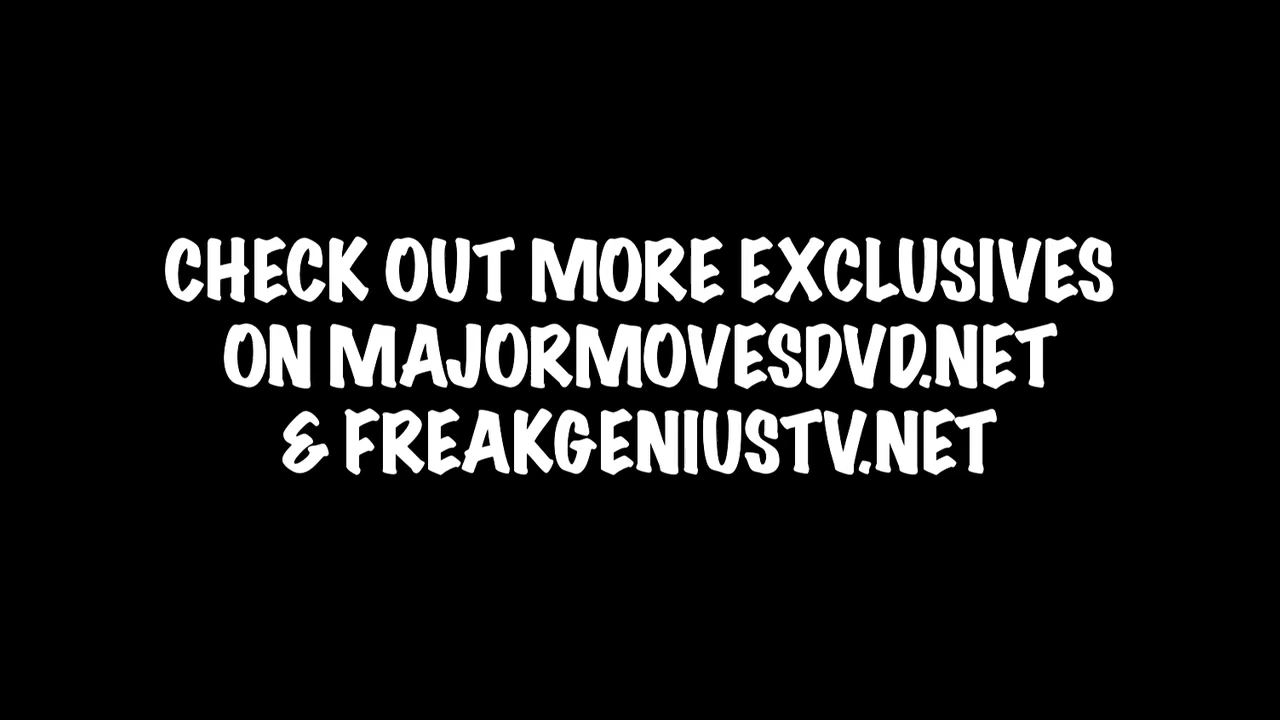 CHECK OUT MORE EXCLUSIVES
ON MAJORMOVESDVD.NET
& FREAKGENIUSTV.NET